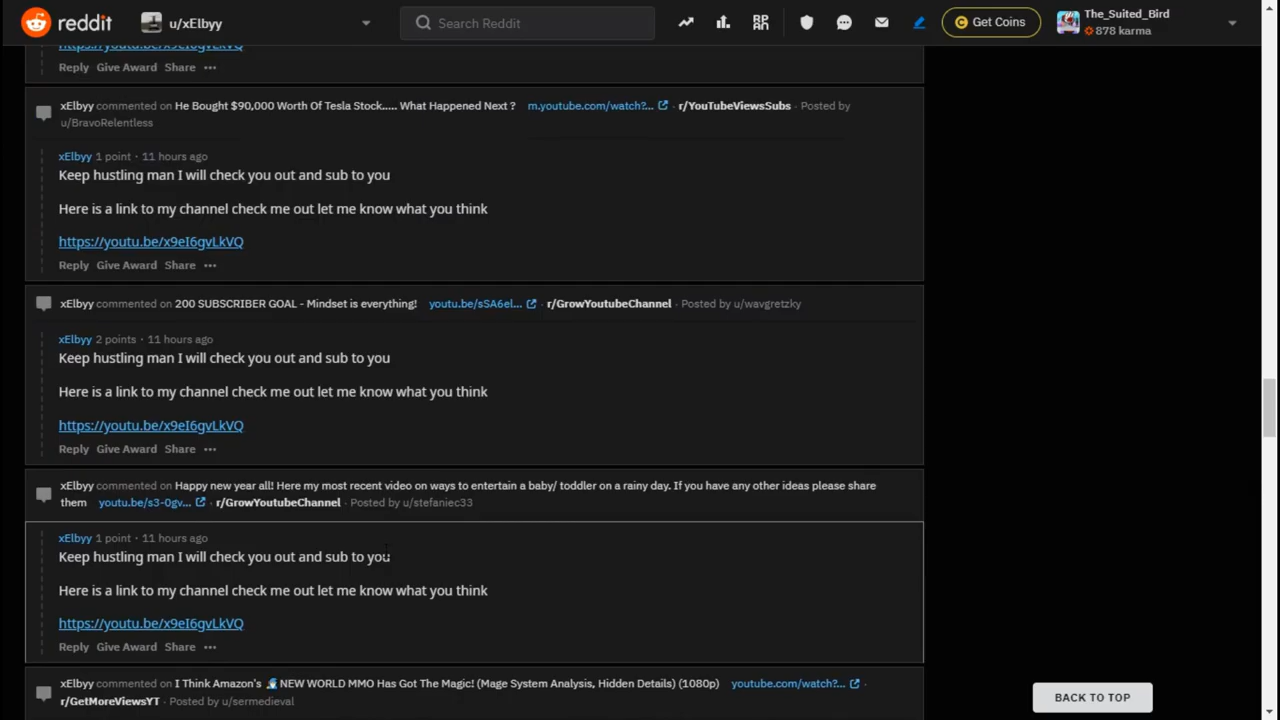 reddit
u/xElbyy
Search Reddit
Get Coins
The_Suited_Bird
878 karma
https://youtu.be/x9eI6gvLkVQ
Reply Give Award Share •••
xElbyy commented on He Bought $90,000 Worth Of Tesla Stock..... What Happened Next ? m.youtube.com/watch?... · r/YouTubeViewsSubs · Posted by
u/BravoRelentless
xElbyy 1 point · 11 hours ago
Keep hustling man I will check you out and sub to you
Here is a link to my channel check me out let me know what you think
https://youtu.be/x9eI6gvLkVQ
Reply Give Award Share •••
xElbyy commented on 200 SUBSCRIBER GOAL - Mindset is everything! youtu.be/sSA6el... · r/GrowYoutubeChannel · Posted by u/wavgretzky
xElbyy 2 points · 11 hours ago
Keep hustling man I will check you out and sub to you
Here is a link to my channel check me out let me know what you think
https://youtu.be/x9eI6gvLkVQ
Reply Give Award Share •••
xElbyy commented on Happy new year all! Here my most recent video on ways to entertain a baby/ toddler on a rainy day. If you have any other ideas please share
them youtu.be/s3-0gv... · r/GrowYoutubeChannel · Posted by u/stefaniec33
xElbyy 1 point · 11 hours ago
Keep hustling man I will check you out and sub to you
Here is a link to my channel check me out let me know what you think
https://youtu.be/x9eI6gvLkVQ
Reply Give Award Share •••
xElbyy commented on I Think Amazon's 🧙‍♂️ NEW WORLD MMO Has Got The Magic! (Mage System Analysis, Hidden Details) (1080p) youtube.com/watch?... ·
r/GetMoreViewsYT · Posted by u/sermedieval
BACK TO TOP